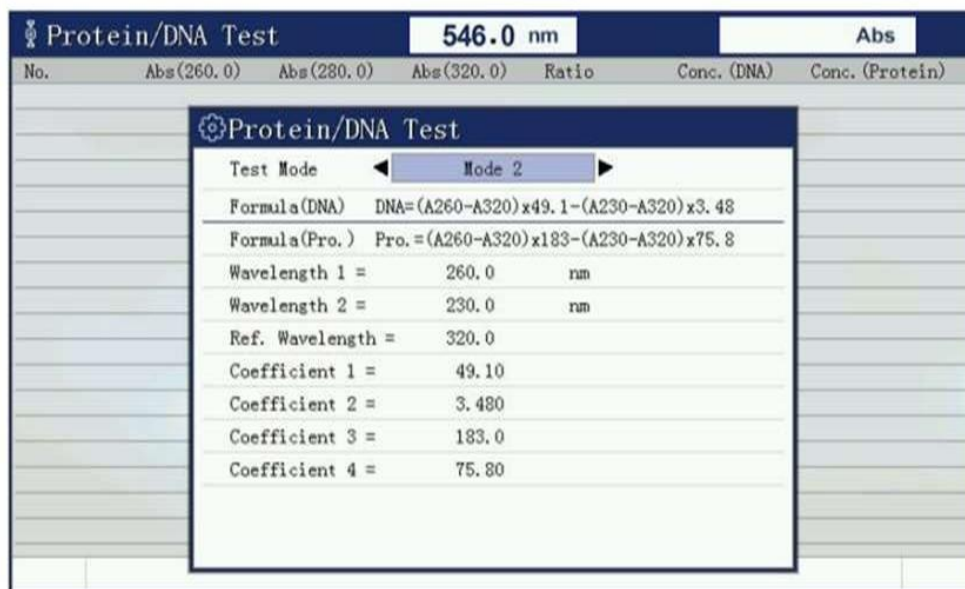 Protein/DNA Test 546.0 nm Abs
No. Abs(260.0) Abs(280.0) Abs(320.0) Ratio Conc.(DNA) Conc.(Protein)
Protein/DNA Test
Test Mode Mode 2
Formula(DNA) DNA=(A260-A320)x49.1-(A230-A320)x3.48
Formula(Pro.) Pro.=(A260-A320)x183-(A230-A320)x75.8
Wavelength 1 = 260.0 nm
Wavelength 2 = 230.0 nm
Ref. Wavelength = 320.0
Coefficient 1 = 49.10
Coefficient 2 = 3.480
Coefficient 3 = 183.0
Coefficient 4 = 75.80